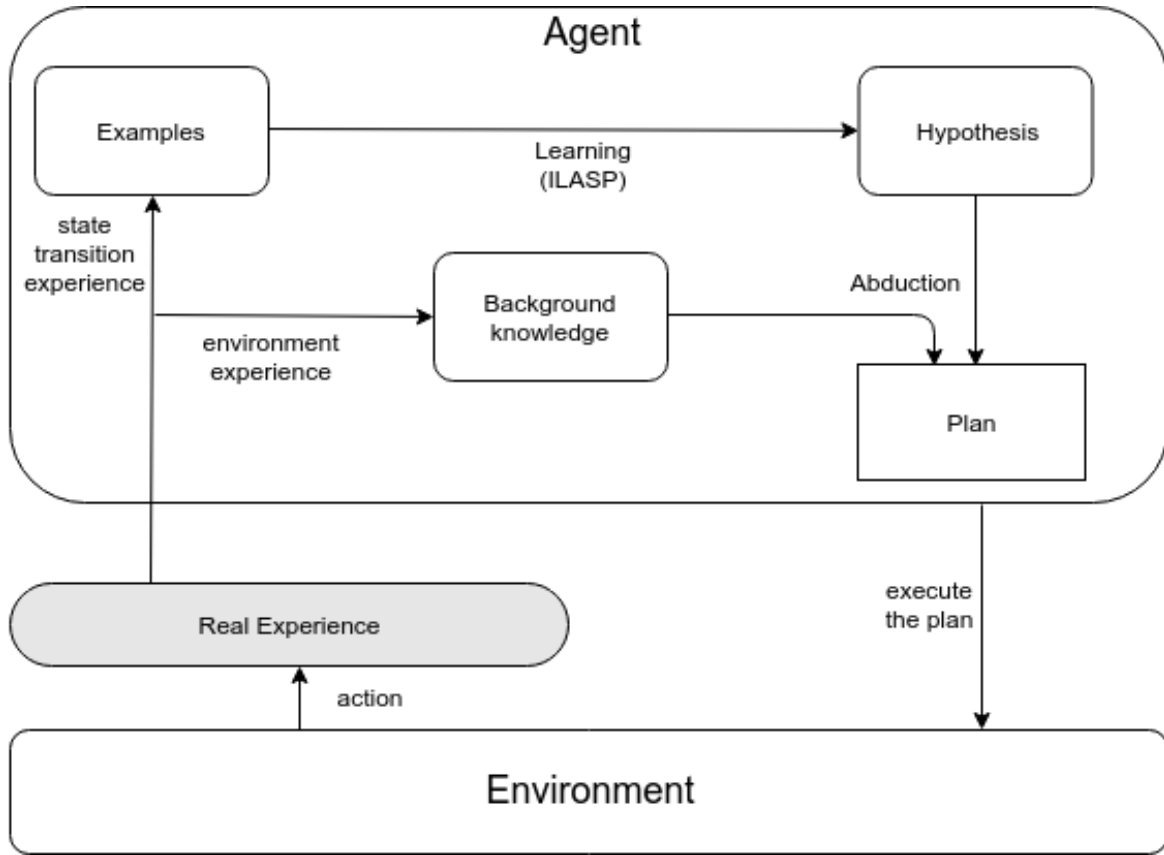 Agent
Examples
Hypothesis
Learning
(ILASP)
state
transition
experience
Background
knowledge
Abduction
environment
experience
Plan
Real Experience
execute
the plan
action
Environment